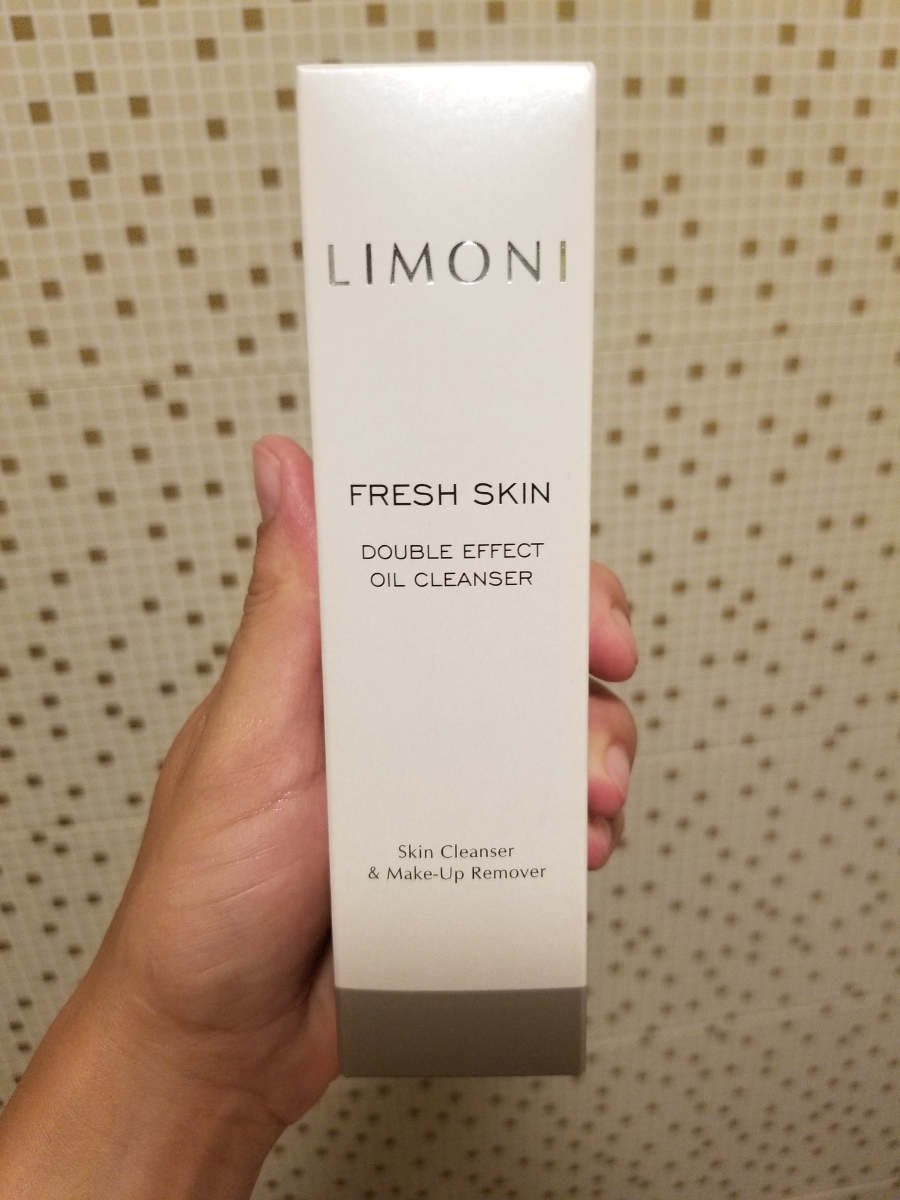 LIMONI
FRESH SKIN
DOUBLE EFFECT
OIL CLEANSER
Skin Cleanser
& Make-Up Remover